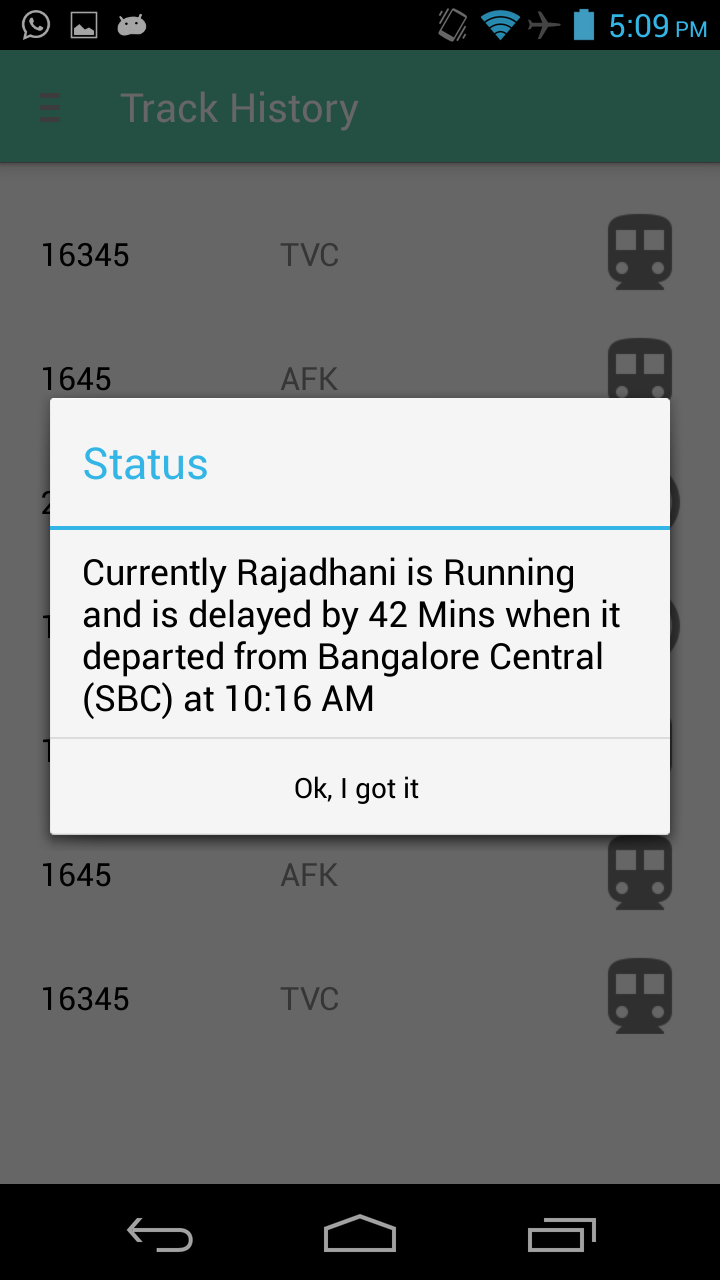 5:09 PM
Track History
16345 TVC
1645 AFK
Status
Currently Rajadhani is Running
and is delayed by 42 Mins when it
departed from Bangalore Central
(SBC) at 10:16 AM
Ok, I got it
1645 AFK
16345 TVC